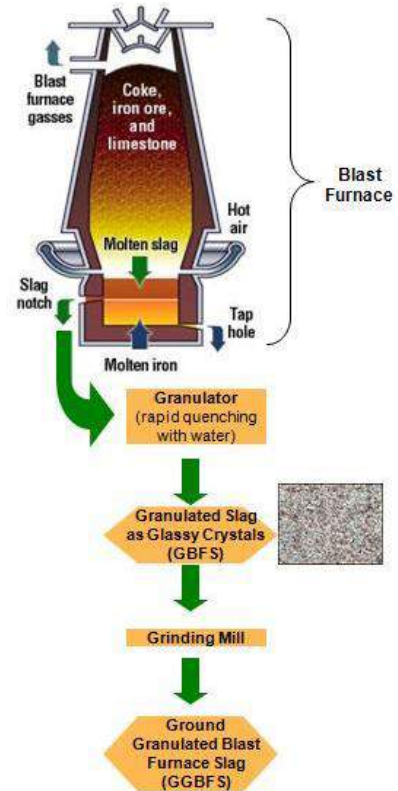 Blast
furnace
gasses
Coke,
iron ore,
and
limestone
Blast
Furnace
Hot
air
Molten slag
Slag
notch
Tap
hole
Molten iron
Granulator
(rapid quenching
with water)
Granulated Slag
as Glassy Crystals
(GBFS)
Grinding Mill
Ground
Granulated Blast
Furnace Slag
(GGBFS)